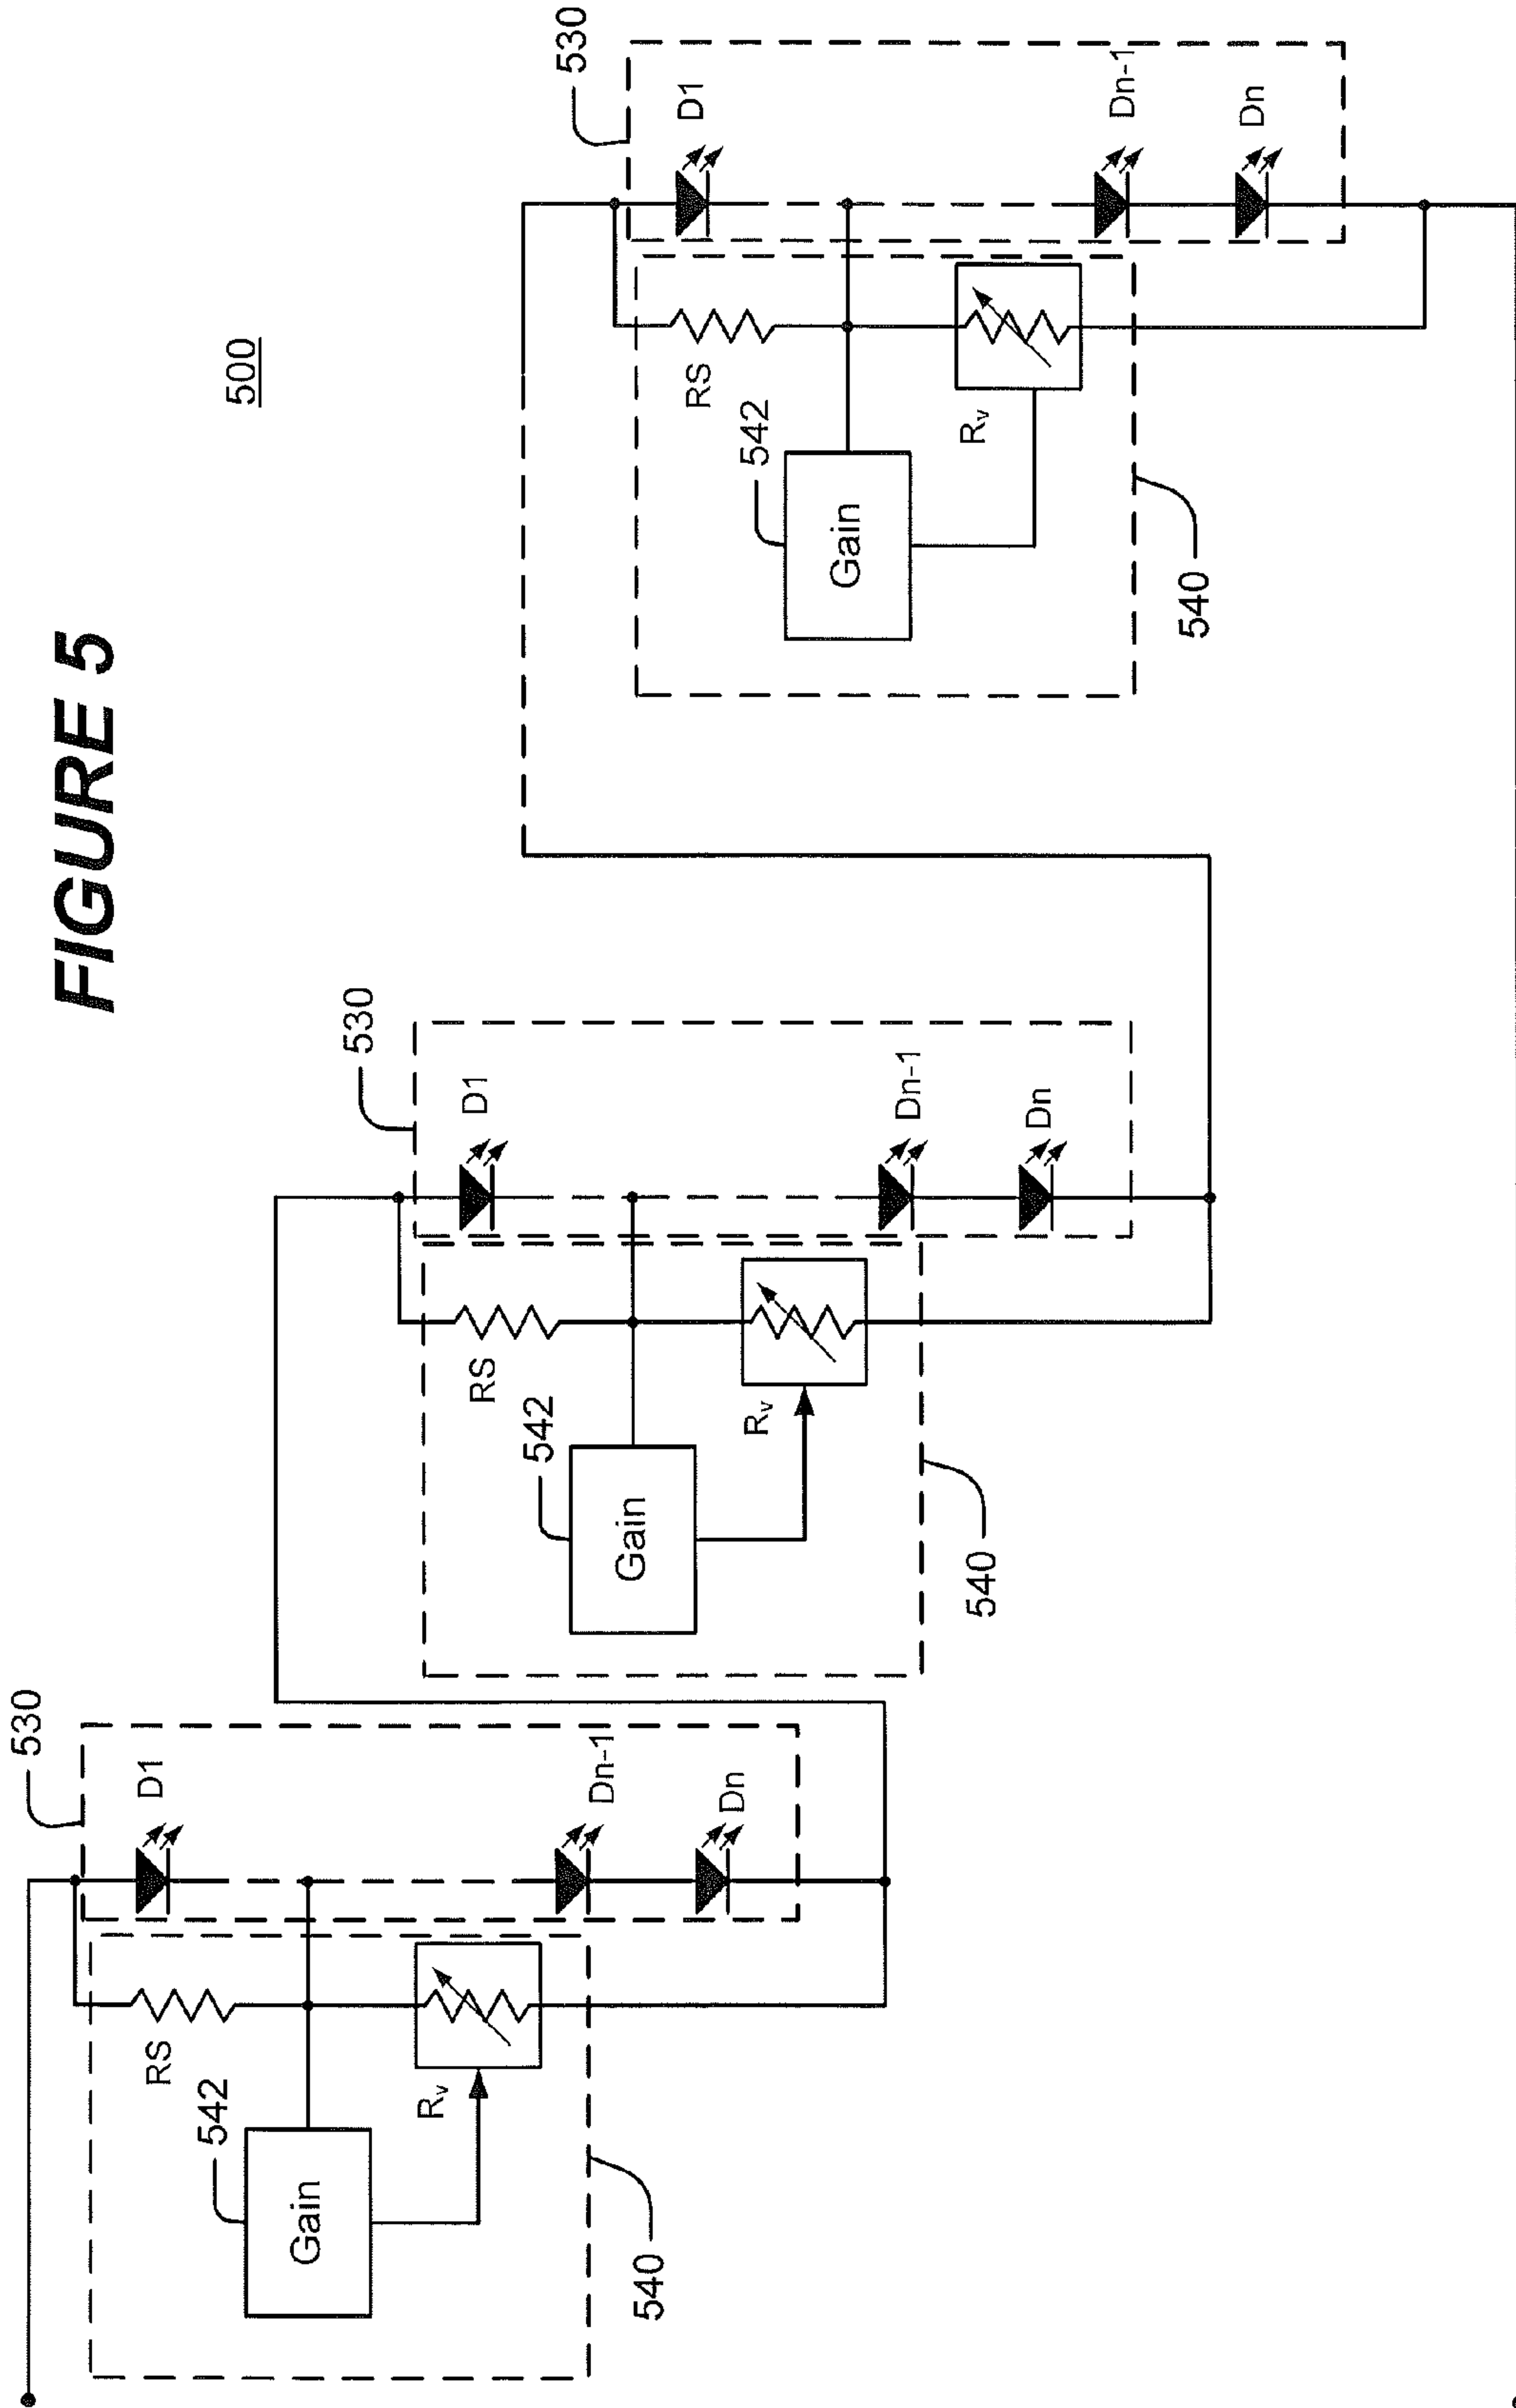 FIGURE 5
500
530
D1
Dn-1
Dn
RS
542
Gain
Rᵥ
540
530
D1
Dn-1
Dn
RS
542
Gain
Rᵥ
540
530
D1
Dn-1
Dn
RS
542
Gain
Rᵥ
540